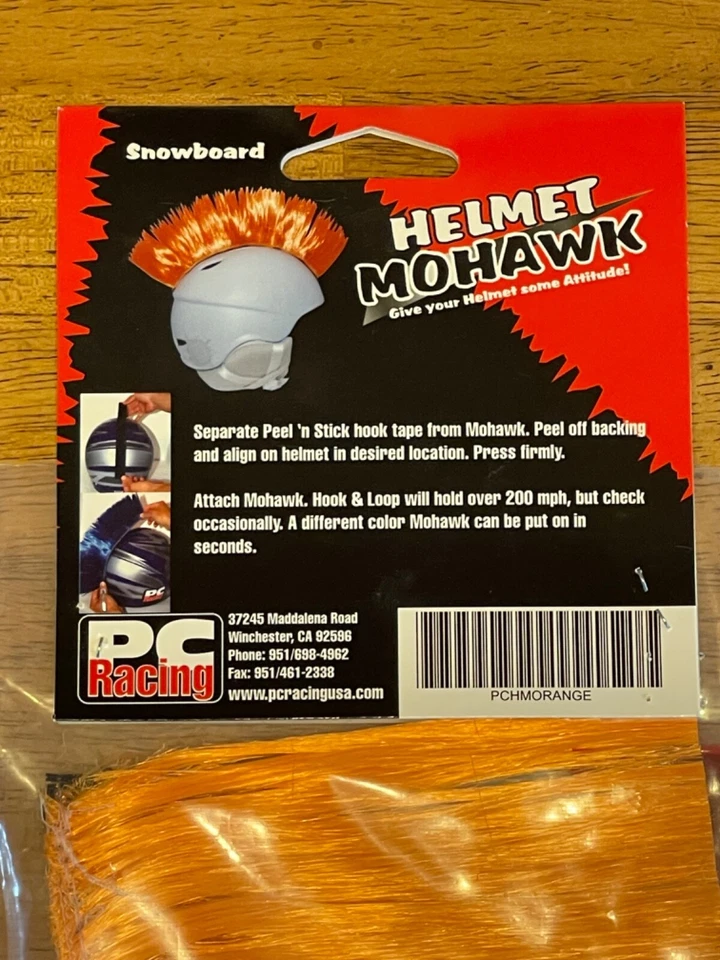 Snowboard
HELMET
MOHAWK
Give your Helmet some Attitude!
Separate Peel 'n Stick hook tape from Mohawk. Peel off backing
and align on helmet in desired location. Press firmly.
Attach Mohawk. Hook & Loop will hold over 200 mph, but check
occasionally. A different color Mohawk can be put on in
seconds.
PC
PC
Racing
37245 Maddalena Road
Winchester, CA 92596
Phone: 951/698-4962
Fax: 951/461-2338
www.pcracingusa.com
PCHMORANGE